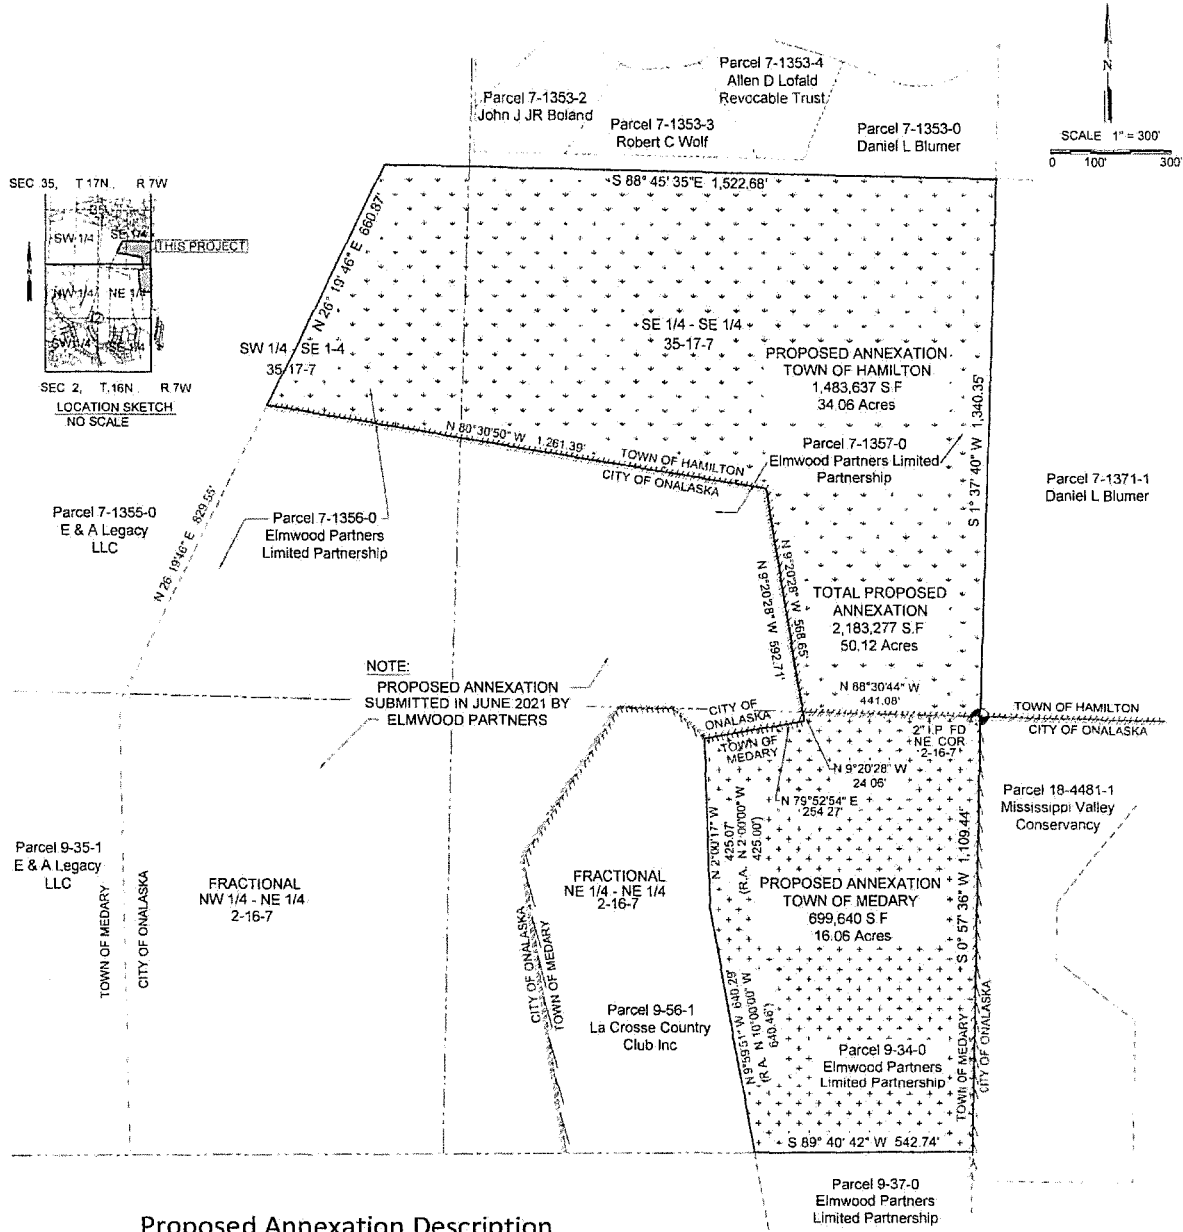 Parcel 7-1353-4
Allen D Lofald
Revocable Trust
Parcel 7-1353-2
John J JR Boland
Parcel 7-1353-3
Robert C Wolf
Parcel 7-1353-0
Daniel L Blumer
N
SCALE 1" = 300'
0 100' 300'
SEC 35, T 17N, R 7W
SW 1/4
SE 1/4
THIS PROJECT
NW 1/4
NE 1/4
SW 1/4
SE 1/4
SEC 2, T.16N R 7W
LOCATION SKETCH
NO SCALE
S 88° 45' 35"E 1,522.68'
N 26° 19' 46" E 660.87'
SW 1/4 - SE 1-4
35-17-7
SE 1/4 - SE 1/4
35-17-7
PROPOSED ANNEXATION
TOWN OF HAMILTON
1,483,637 S F
34.06 Acres
S 1° 37' 40" W 1,340.35'
N 80°30'50" W 1,261.39'
TOWN OF HAMILTON
CITY OF ONALASKA
Parcel 7-1357-0
Elmwood Partners Limited
Partnership
Parcel 7-1371-1
Daniel L Blumer
Parcel 7-1355-0
E & A Legacy
LLC
N 26 19'46" E 829.55'
Parcel 7-1356-0
Elmwood Partners
Limited Partnership
N 9°20'28" W 568.65'
N 9°20'28" W 592.71'
TOTAL PROPOSED
ANNEXATION
2,183,277 S.F
50.12 Acres
NOTE:
PROPOSED ANNEXATION
SUBMITTED IN JUNE 2021 BY
ELMWOOD PARTNERS
N 88°30'44" W
441.08'
CITY OF
ONALASKA
TOWN OF
MEDARY
TOWN OF HAMILTON
CITY OF ONALASKA
2" I.P FD
NE COR
2-16-7
N 9°20'28" W
24 06'
N 79°52'54" E
254 27'
Parcel 18-4481-1
Mississippi Valley
Conservancy
Parcel 9-35-1
E & A Legacy
LLC
TOWN OF MEDARY
CITY OF ONALASKA
FRACTIONAL
NW 1/4 - NE 1/4
2-16-7
FRACTIONAL
NE 1/4 - NE 1/4
2-16-7
CITY OF ONALASKA
TOWN OF MEDARY
N 2°00'17" W
425.07'
(R.A. N 2°00'00" W
425.00')
PROPOSED ANNEXATION
TOWN OF MEDARY
699,640 S F
16.06 Acres
S 0° 57' 36" W 1,109.44'
Parcel 9-56-1
La Crosse Country
Club Inc
N 9°59'51" W 640.29'
(R.A. N 10°00'00" W
640.46')
Parcel 9-34-0
Elmwood Partners
Limited Partnership
TOWN OF MEDARY
CITY OF ONALASKA
S 89° 40' 42" W 542.74'
Parcel 9-37-0
Elmwood Partners
Limited Partnership
Proposed Annexation Description